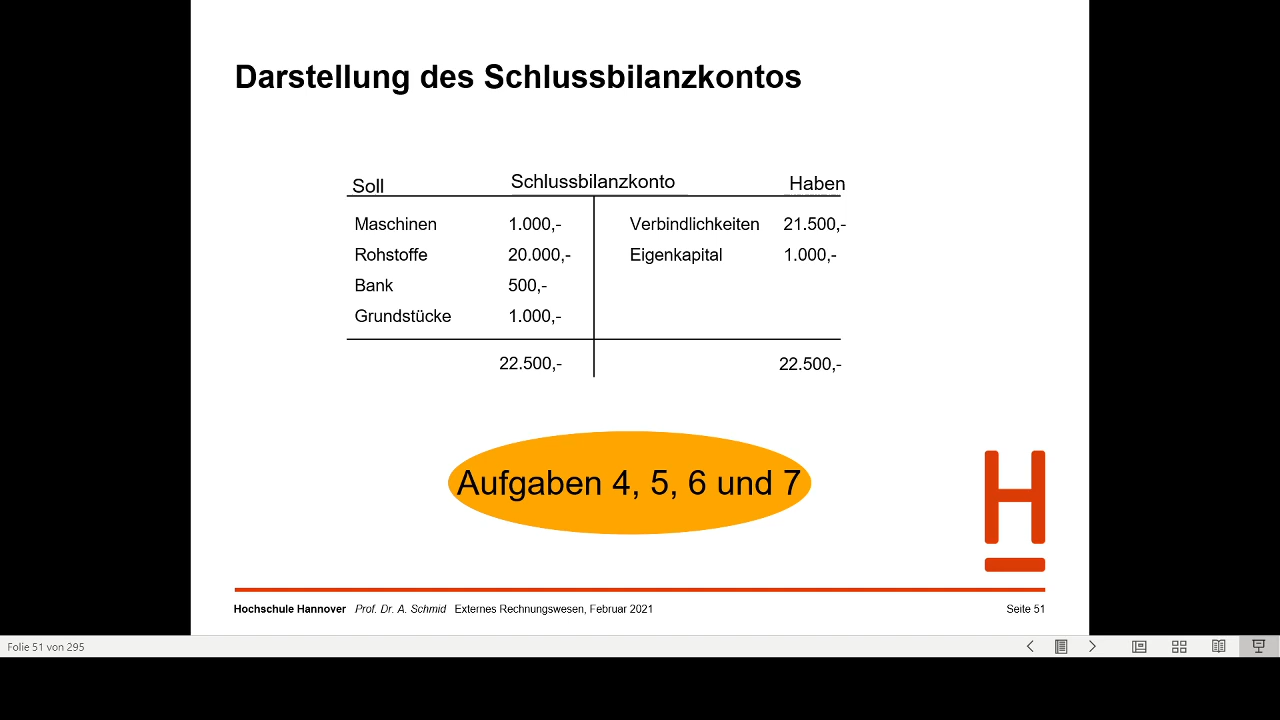 Darstellung des Schlussbilanzkontos
Soll Schlussbilanzkonto Haben
Maschinen 1.000,- Verbindlichkeiten 21.500,-
Rohstoffe 20.000,- Eigenkapital 1.000,-
Bank 500,-
Grundstücke 1.000,-
22.500,- 22.500,-
Aufgaben 4, 5, 6 und 7
H
Hochschule Hannover Prof. Dr. A. Schmid Externes Rechnungswesen, Februar 2021 Seite 51
Folie 51 von 295